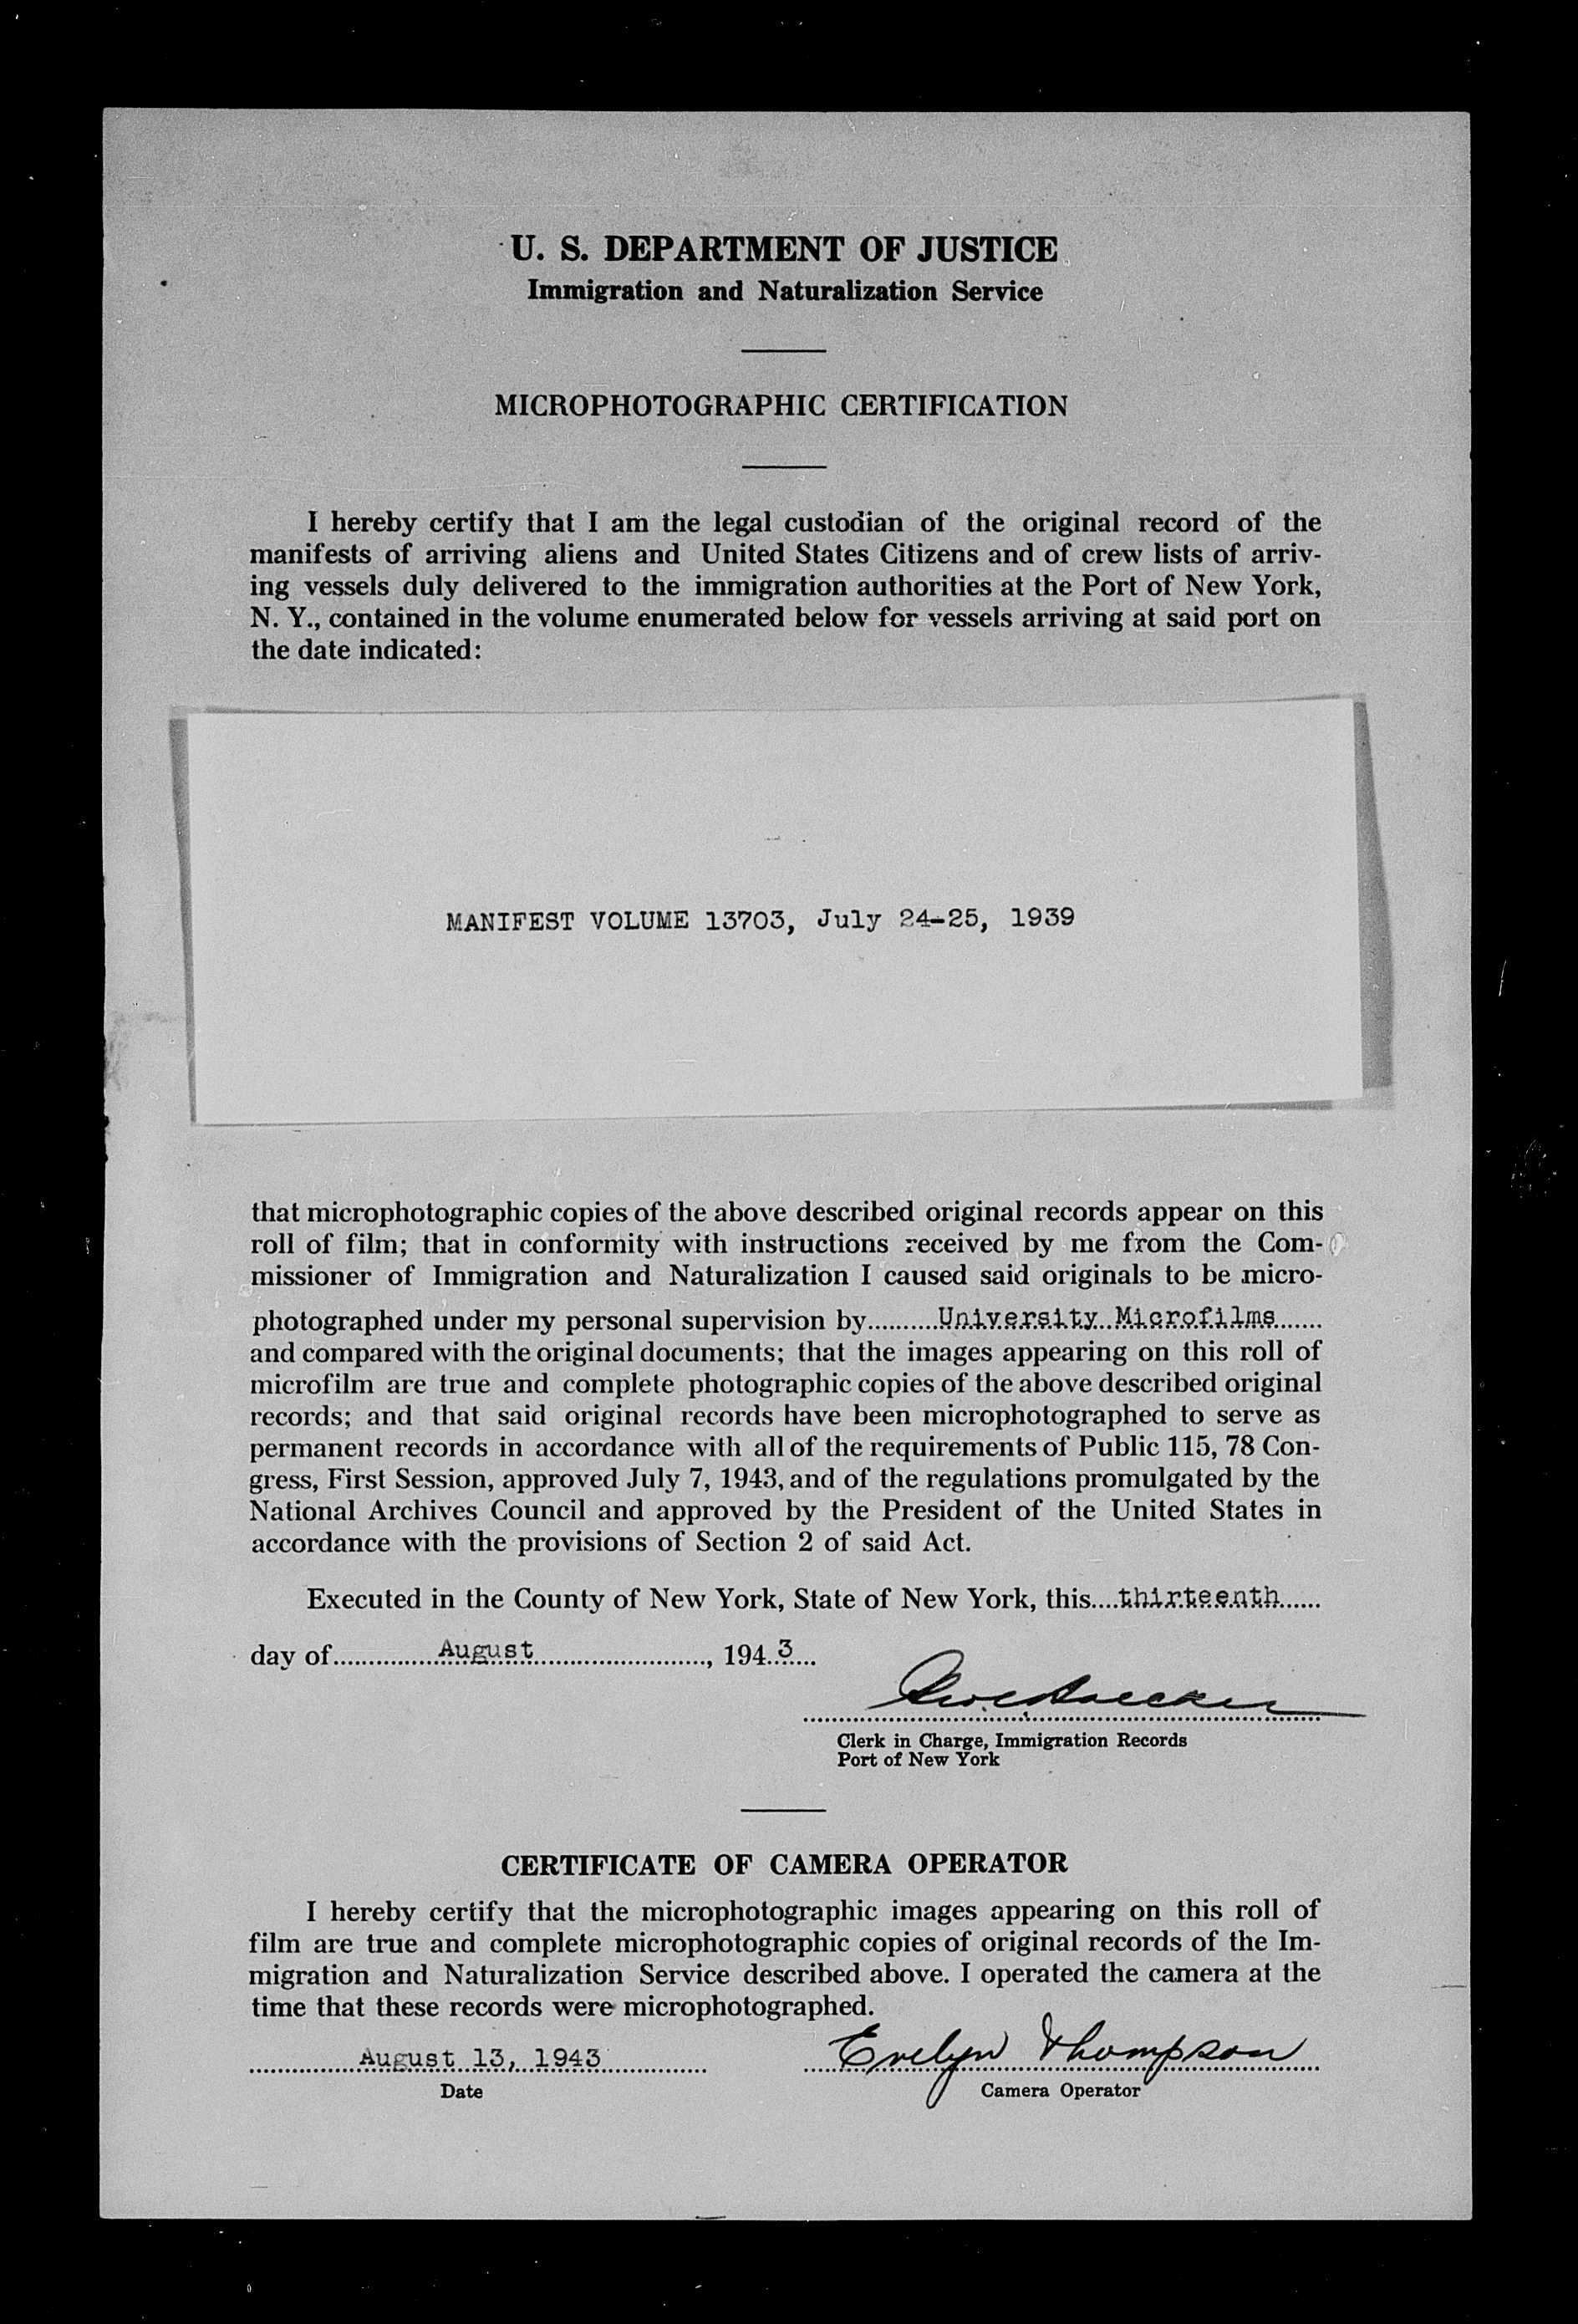 U. S. DEPARTMENT OF JUSTICE
Immigration and Naturalization Service
MICROPHOTOGRAPHIC CERTIFICATION
I hereby certify that I am the legal custodian of the original record of the
manifests of arriving aliens and United States Citizens and of crew lists of arriv-
ing vessels duly delivered to the immigration authorities at the Port of New York,
N. Y., contained in the volume enumerated below for vessels arriving at said port on
the date indicated:
MANIFEST VOLUME 13703, July 24-25, 1939
that microphotographic copies of the above described original records appear on this
roll of film; that in conformity with instructions received by me from the Com-
missioner of Immigration and Naturalization I caused said originals to be micro-
photographed under my personal supervision by..........University Microfilms.......
and compared with the original documents; that the images appearing on this roll of
microfilm are true and complete photographic copies of the above described original
records; and that said original records have been microphotographed to serve as
permanent records in accordance with all of the requirements of Public 115, 78 Con-
gress, First Session, approved July 7, 1943, and of the regulations promulgated by the
National Archives Council and approved by the President of the United States in
accordance with the provisions of Section 2 of said Act.
Executed in the County of New York, State of New York, this....thirteenth......
day of...............August........................., 194..3....
Clerk in Charge, Immigration Records
Port of New York
CERTIFICATE OF CAMERA OPERATOR
I hereby certify that the microphotographic images appearing on this roll of
film are true and complete microphotographic copies of original records of the Im-
migration and Naturalization Service described above. I operated the camera at the
time that these records were microphotographed.
August 13, 1943 Evelyn Thompson
Date Camera Operator